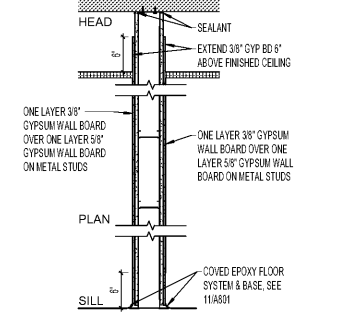 HEAD
SEALANT
EXTEND 3/8" GYP BD 6"
ABOVE FINISHED CEILING
6"
ONE LAYER 3/8"
GYPSUM WALL BOARD
OVER ONE LAYER 5/8"
GYPSUM WALL BOARD
ON METAL STUDS
ONE LAYER 3/8" GYPSUM
WALL BOARD OVER ONE
LAYER 5/8" GYPSUM WALL
BOARD ON METAL STUDS
PLAN
6"
COVED EPOXY FLOOR
SYSTEM & BASE, SEE
11/A801
SILL